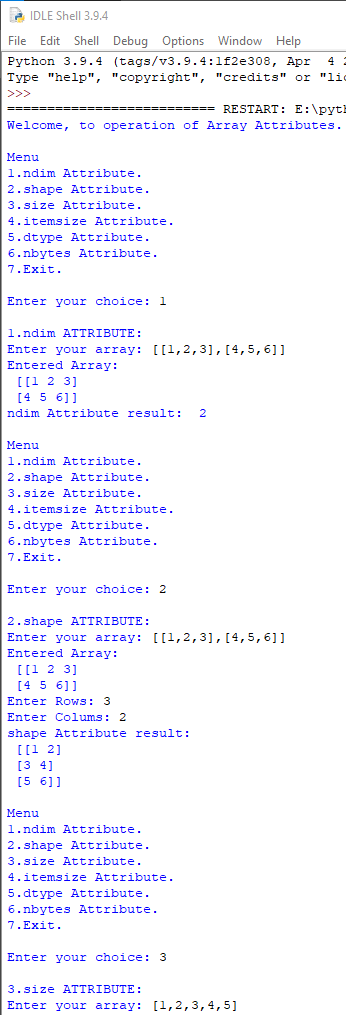 IDLE Shell 3.9.4
File Edit Shell Debug Options Window Help
Python 3.9.4 (tags/v3.9.4:1f2e308, Apr 4 2
Type "help", "copyright", "credits" or "lic
>>>
========================== RESTART: E:\pyth
Welcome, to operation of Array Attributes.
Menu
1.ndim Attribute.
2.shape Attribute.
3.size Attribute.
4.itemsize Attribute.
5.dtype Attribute.
6.nbytes Attribute.
7.Exit.
Enter your choice: 1
1.ndim ATTRIBUTE:
Enter your array: [[1,2,3],[4,5,6]]
Entered Array:
[[1 2 3]
[4 5 6]]
ndim Attribute result:  2
Menu
1.ndim Attribute.
2.shape Attribute.
3.size Attribute.
4.itemsize Attribute.
5.dtype Attribute.
6.nbytes Attribute.
7.Exit.
Enter your choice: 2
2.shape ATTRIBUTE:
Enter your array: [[1,2,3],[4,5,6]]
Entered Array:
[[1 2 3]
[4 5 6]]
Enter Rows: 3
Enter Colums: 2
shape Attribute result:
[[1 2]
[3 4]
[5 6]]
Menu
1.ndim Attribute.
2.shape Attribute.
3.size Attribute.
4.itemsize Attribute.
5.dtype Attribute.
6.nbytes Attribute.
7.Exit.
Enter your choice: 3
3.size ATTRIBUTE:
Enter your array: [1,2,3,4,5]